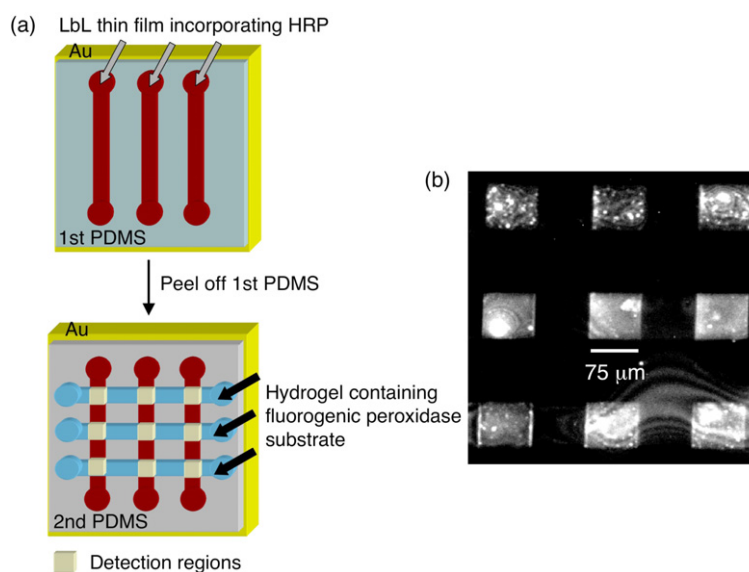 (a)
LbL thin film incorporating HRP
Au
1st PDMS
Peel off 1st PDMS
Au
Hydrogel containing
fluorogenic peroxidase
substrate
2nd PDMS
Detection regions
(b)
75 μm